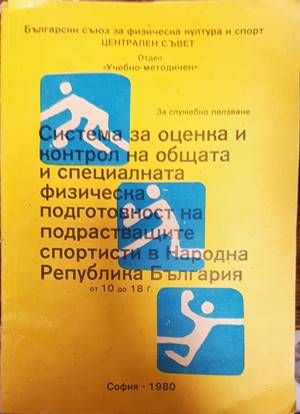 Български съюз за физическа култура и спорт
ЦЕНТРАЛЕН СЪВЕТ
Отдел
«Учебно-методичен»
За служебно ползване
Система за оценка и
контрол на общата
и специалната
физическа
подготовност на
подрастващите
спортисти в Народна
Република България
от 10 до 18 г.
София - 1980